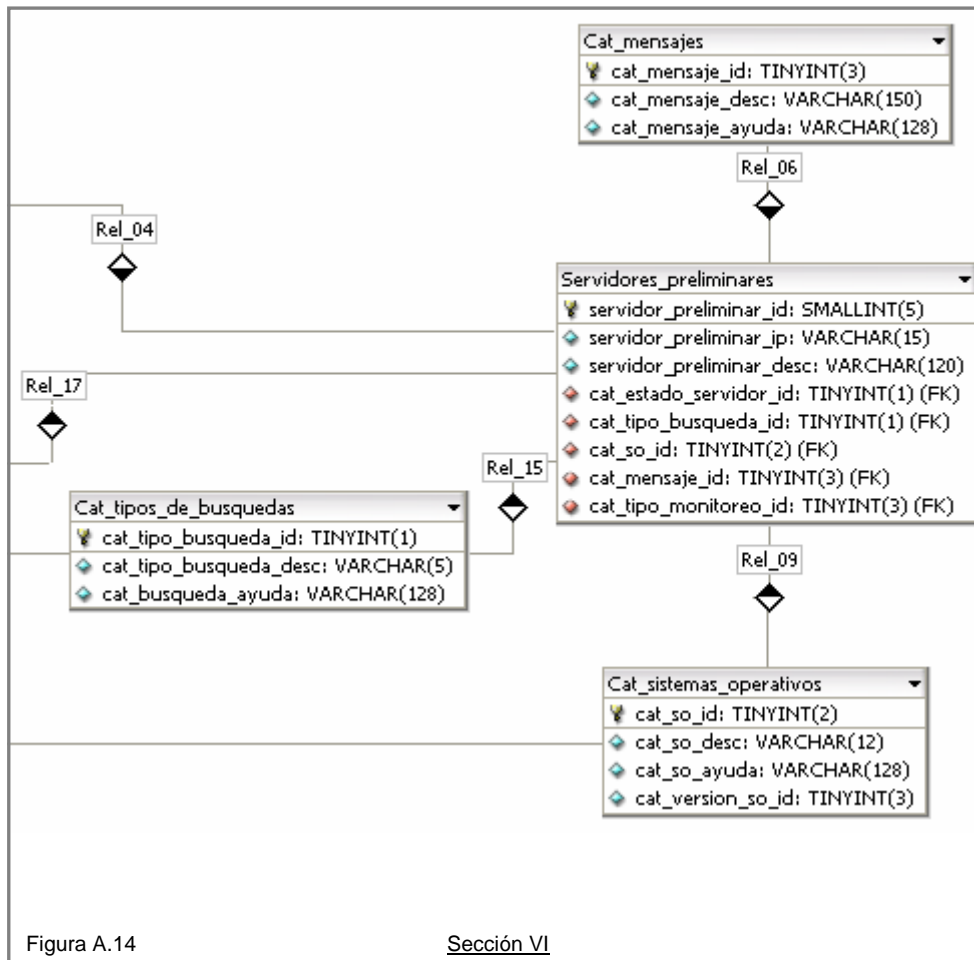 Cat_mensajes
cat_mensaje_id: TINYINT(3)
cat_mensaje_desc: VARCHAR(150)
cat_mensaje_ayuda: VARCHAR(128)
Rel_06
Rel_04
Servidores_preliminares
servidor_preliminar_id: SMALLINT(5)
servidor_preliminar_ip: VARCHAR(15)
servidor_preliminar_desc: VARCHAR(120)
cat_estado_servidor_id: TINYINT(1) (FK)
cat_tipo_busqueda_id: TINYINT(1) (FK)
cat_so_id: TINYINT(2) (FK)
cat_mensaje_id: TINYINT(3) (FK)
cat_tipo_monitoreo_id: TINYINT(3) (FK)
Rel_17
Rel_15
Cat_tipos_de_busquedas
cat_tipo_busqueda_id: TINYINT(1)
cat_tipo_busqueda_desc: VARCHAR(5)
cat_busqueda_ayuda: VARCHAR(128)
Rel_09
Cat_sistemas_operativos
cat_so_id: TINYINT(2)
cat_so_desc: VARCHAR(12)
cat_so_ayuda: VARCHAR(128)
cat_version_so_id: TINYINT(3)
Figura A.14
Sección VI